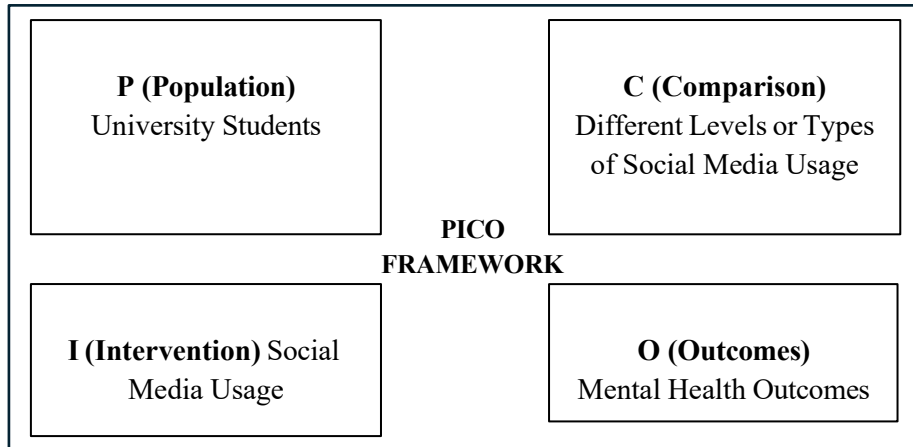 P (Population)
University Students
C (Comparison)
Different Levels or Types
of Social Media Usage
PICO
FRAMEWORK
I (Intervention) Social
Media Usage
O (Outcomes)
Mental Health Outcomes